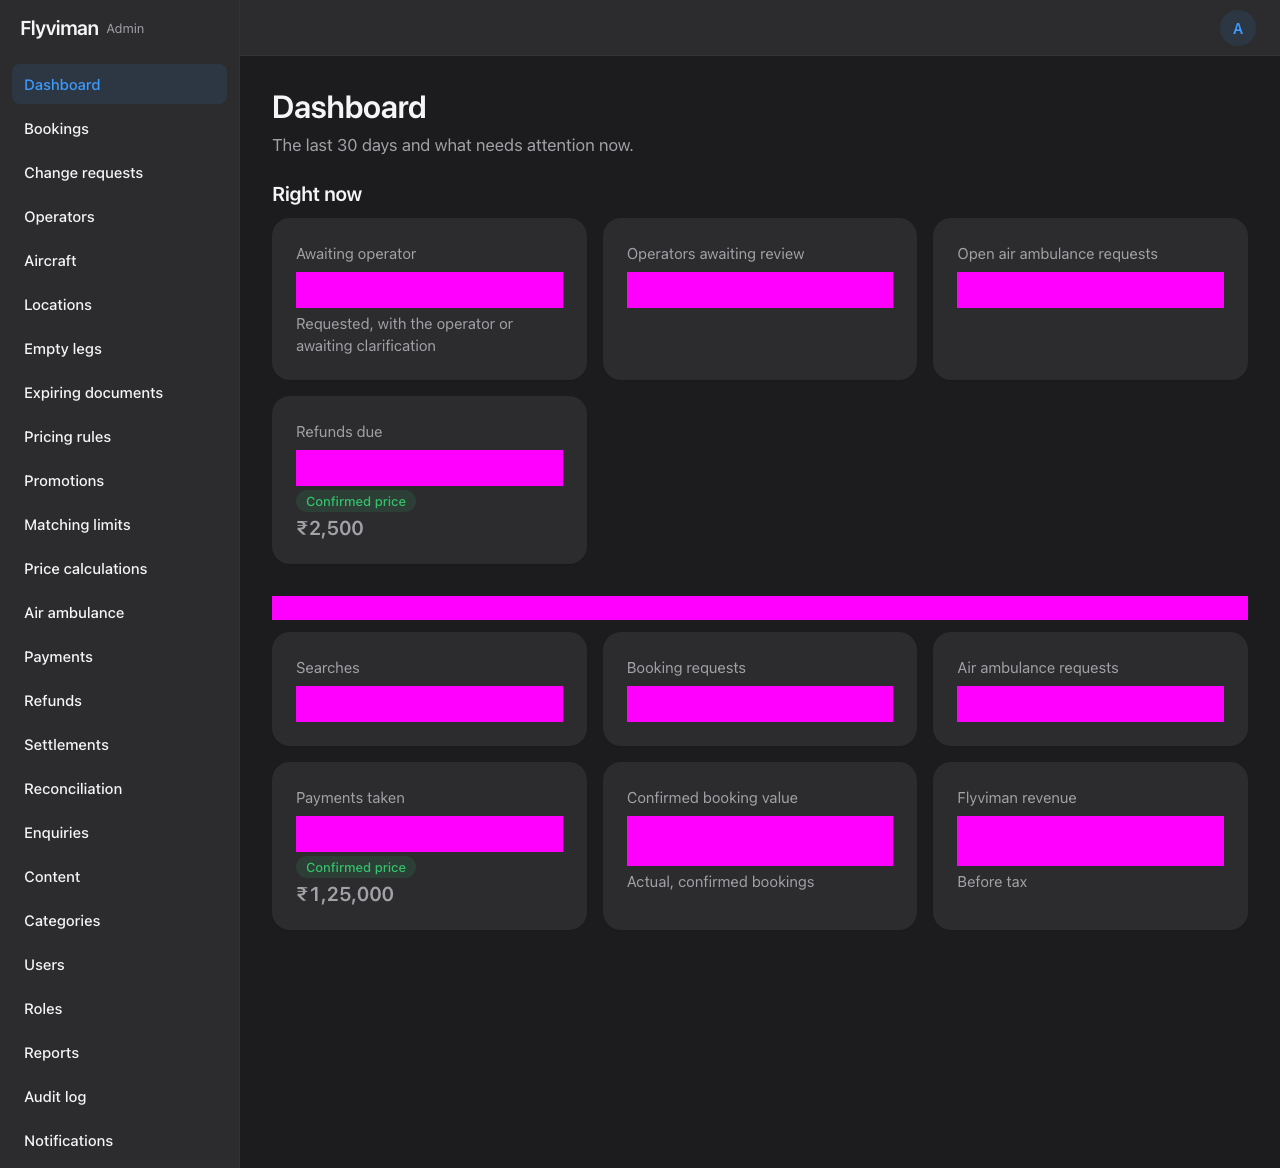 Flyviman Admin
A
Dashboard
Bookings
Change requests
Operators
Aircraft
Locations
Empty legs
Expiring documents
Pricing rules
Promotions
Matching limits
Price calculations
Air ambulance
Payments
Refunds
Settlements
Reconciliation
Enquiries
Content
Categories
Users
Roles
Reports
Audit log
Notifications
Dashboard
The last 30 days and what needs attention now.
Right now
Awaiting operator
Requested, with the operator or
awaiting clarification
Operators awaiting review
Open air ambulance requests
Refunds due
Confirmed price
₹2,500
Searches
Booking requests
Air ambulance requests
Payments taken
Confirmed price
₹1,25,000
Confirmed booking value
Actual, confirmed bookings
Flyviman revenue
Before tax